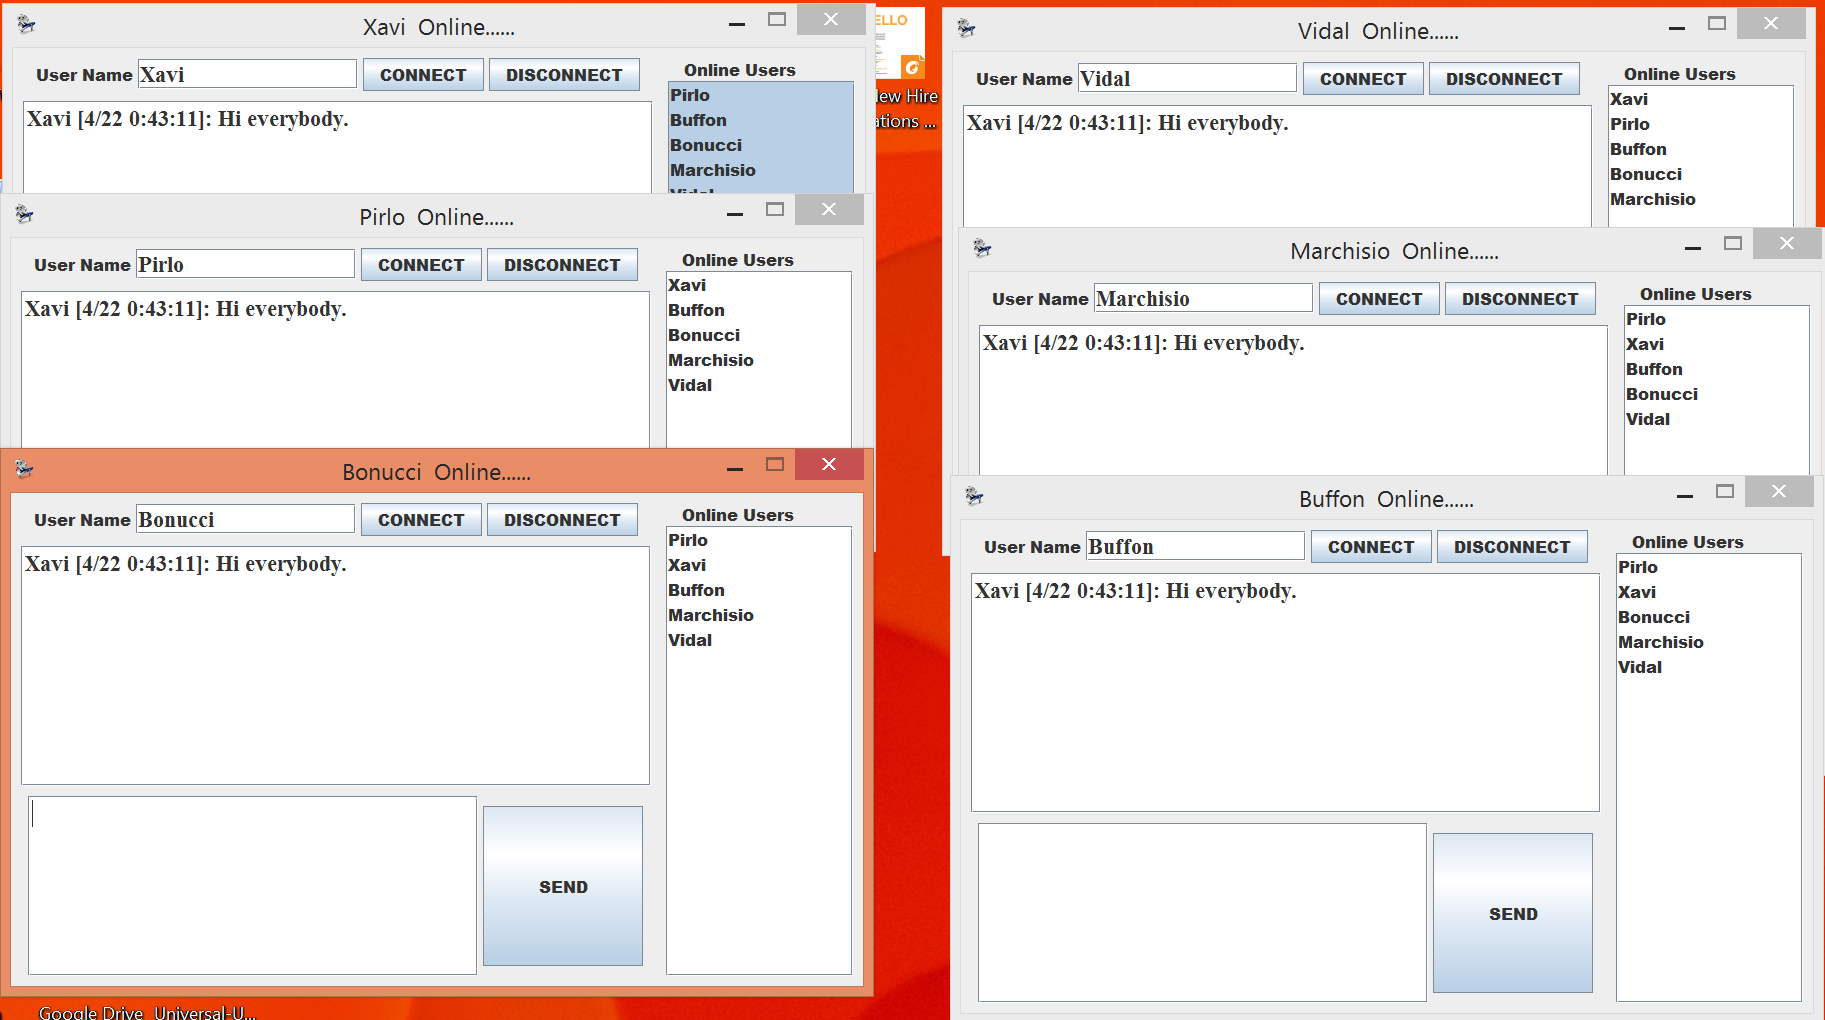 Xavi Online......
User Name Xavi CONNECT DISCONNECT
Online Users
Pirlo
Buffon
Bonucci
Marchisio
Vidal
Xavi [4/22 0:43:11]: Hi everybody.
Pirlo Online......
User Name Pirlo CONNECT DISCONNECT
Online Users
Xavi
Buffon
Bonucci
Marchisio
Vidal
Xavi [4/22 0:43:11]: Hi everybody.
Bonucci Online......
User Name Bonucci CONNECT DISCONNECT
Online Users
Pirlo
Xavi
Buffon
Marchisio
Vidal
Xavi [4/22 0:43:11]: Hi everybody.
SEND
Google Drive Universal-U...
ELLO
New Hire
ations ...
Vidal Online......
User Name Vidal CONNECT DISCONNECT
Online Users
Xavi
Pirlo
Buffon
Bonucci
Marchisio
Xavi [4/22 0:43:11]: Hi everybody.
Marchisio Online......
User Name Marchisio CONNECT DISCONNECT
Online Users
Pirlo
Xavi
Buffon
Bonucci
Vidal
Xavi [4/22 0:43:11]: Hi everybody.
Buffon Online......
User Name Buffon CONNECT DISCONNECT
Online Users
Pirlo
Xavi
Bonucci
Marchisio
Vidal
Xavi [4/22 0:43:11]: Hi everybody.
SEND